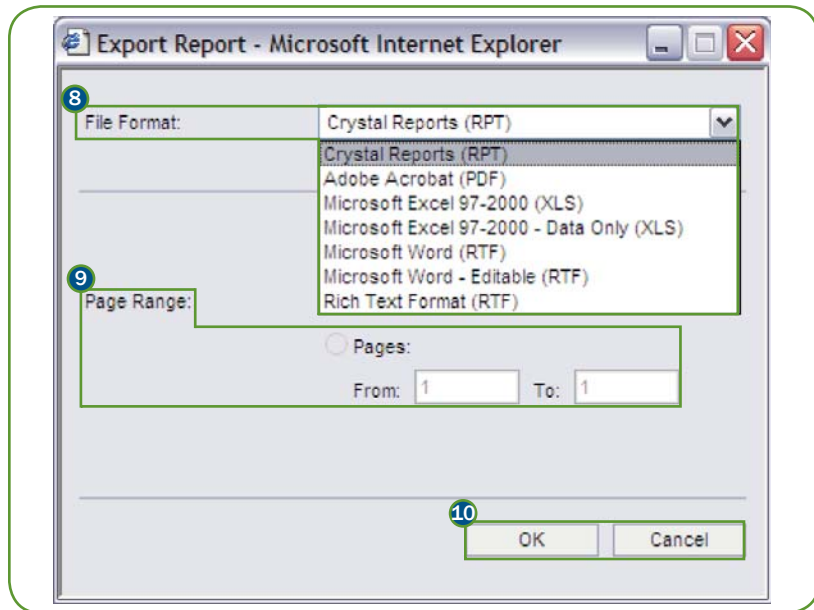 Export Report - Microsoft Internet Explorer
8
File Format:
Crystal Reports (RPT)
Crystal Reports (RPT)
Adobe Acrobat (PDF)
Microsoft Excel 97-2000 (XLS)
Microsoft Excel 97-2000 - Data Only (XLS)
Microsoft Word (RTF)
Microsoft Word - Editable (RTF)
Rich Text Format (RTF)
9
Page Range:
Pages:
From: 1 To: 1
10
OK Cancel